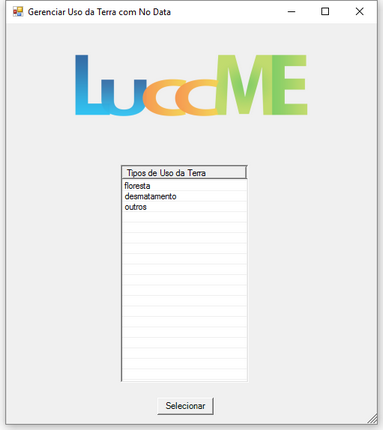 Gerenciar Uso da Terra com No Data
LuccME
Tipos de Uso da Terra
floresta
desmatamento
outros
Selecionar